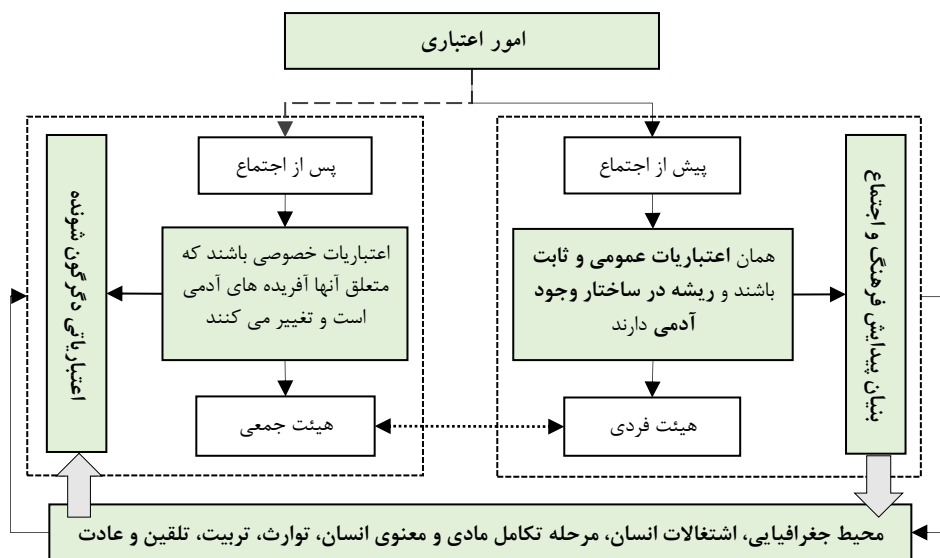 امور اعتباری
پیش از اجتماع
همان اعتباریات عمومی و ثابت
باشند و ریشه در ساختار وجود
آدمی دارند
هیئت فردی
بنیان پیدایش فرهنگ و اجتماع
پس از اجتماع
اعتباریات خصوصی باشند که
متعلق آنها آفریده های آدمی
است و تغییر می کنند
هیئت جمعی
اعتباریاتی دگرگون شونده
محیط جغرافیایی، اشتغالات انسان، مرحله تکامل مادی و معنوی انسان، توارث، تربیت، تلقین و عادت